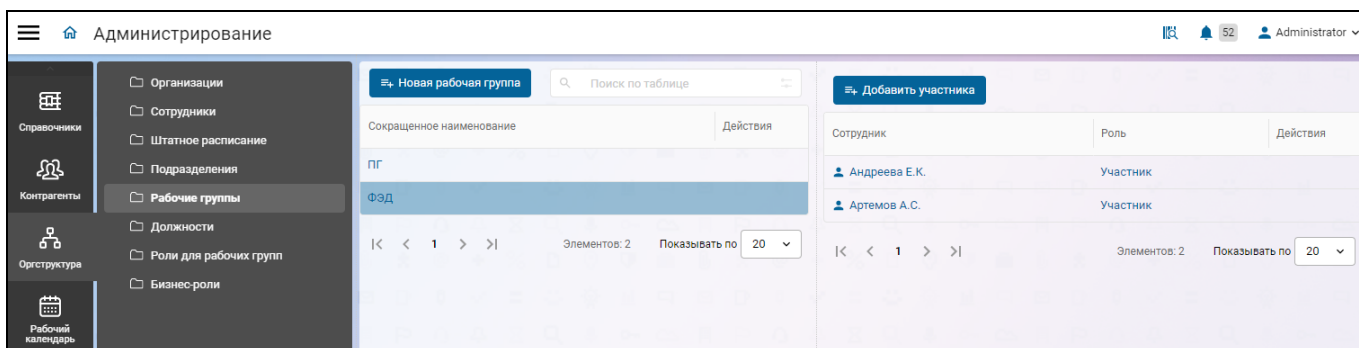 Администрирование
52
Administrator
Справочники
Контрагенты
Оргструктура
Рабочий
календарь
Организации
Сотрудники
Штатное расписание
Подразделения
Рабочие группы
Должности
Роли для рабочих групп
Бизнес-роли
Новая рабочая группа
Поиск по таблице
Сокращенное наименование Действия
ПГ
ФЭД
1 Элементов: 2 Показывать по 20
Добавить участника
Сотрудник Роль Действия
Андреева Е.К. Участник
Артемов А.С. Участник
1 Элементов: 2 Показывать по 20